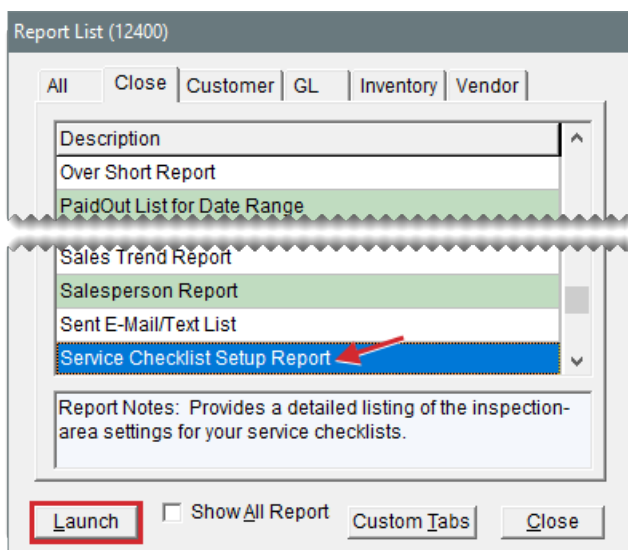 Report List (12400)
All Close Customer GL Inventory Vendor
Description
Over Short Report
PaidOut List for Date Range
Sales Trend Report
Salesperson Report
Sent E-Mail/Text List
Service Checklist Setup Report
Report Notes: Provides a detailed listing of the inspection-
area settings for your service checklists.
Launch Show All Report Custom Tabs Close